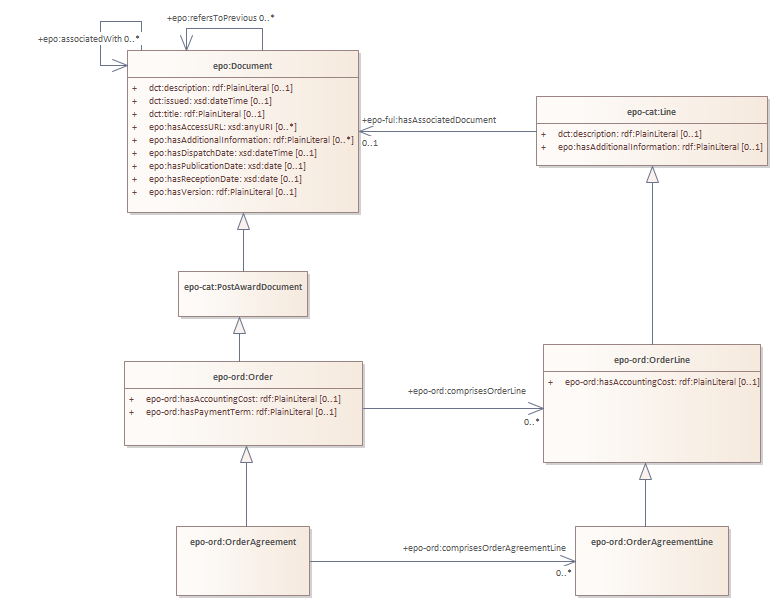 +epo:refersToPrevious 0..*
+epo:associatedWith 0..*
epo:Document
+ dct:description: rdf:PlainLiteral [0..1]
+ dct:issued: xsd:dateTime [0..1]
+ dct:title: rdf:PlainLiteral [0..1]
+ epo:hasAccessURL: xsd:anyURI [0..*]
+ epo:hasAdditionalInformation: rdf:PlainLiteral [0..*]
+ epo:hasDispatchDate: xsd:dateTime [0..1]
+ epo:hasPublicationDate: xsd:date [0..1]
+ epo:hasReceptionDate: xsd:date [0..1]
+ epo:hasVersion: rdf:PlainLiteral [0..1]
+epo-ful:hasAssociatedDocument
0..1
epo-cat:Line
+ dct:description: rdf:PlainLiteral [0..1]
+ epo:hasAdditionalInformation: rdf:PlainLiteral [0..1]
epo-cat:PostAwardDocument
epo-ord:Order
+ epo-ord:hasAccountingCost: rdf:PlainLiteral [0..1]
+ epo-ord:hasPaymentTerm: rdf:PlainLiteral [0..1]
+epo-ord:comprisesOrderLine
0..*
epo-ord:OrderLine
+ epo-ord:hasAccountingCost: rdf:PlainLiteral [0..1]
epo-ord:OrderAgreement
+epo-ord:comprisesOrderAgreementLine
0..*
epo-ord:OrderAgreementLine